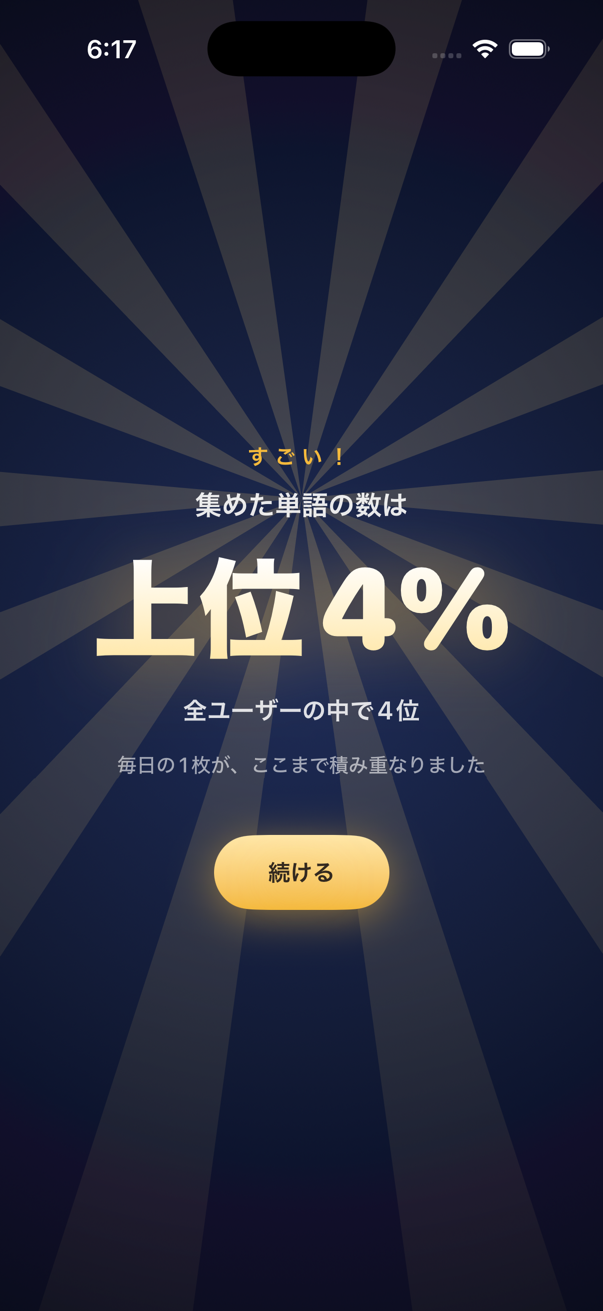 6:17
すごい！
集めた単語の数は
上位4%
全ユーザーの中で4位
毎日の1枚が、ここまで積み重なりました
続ける